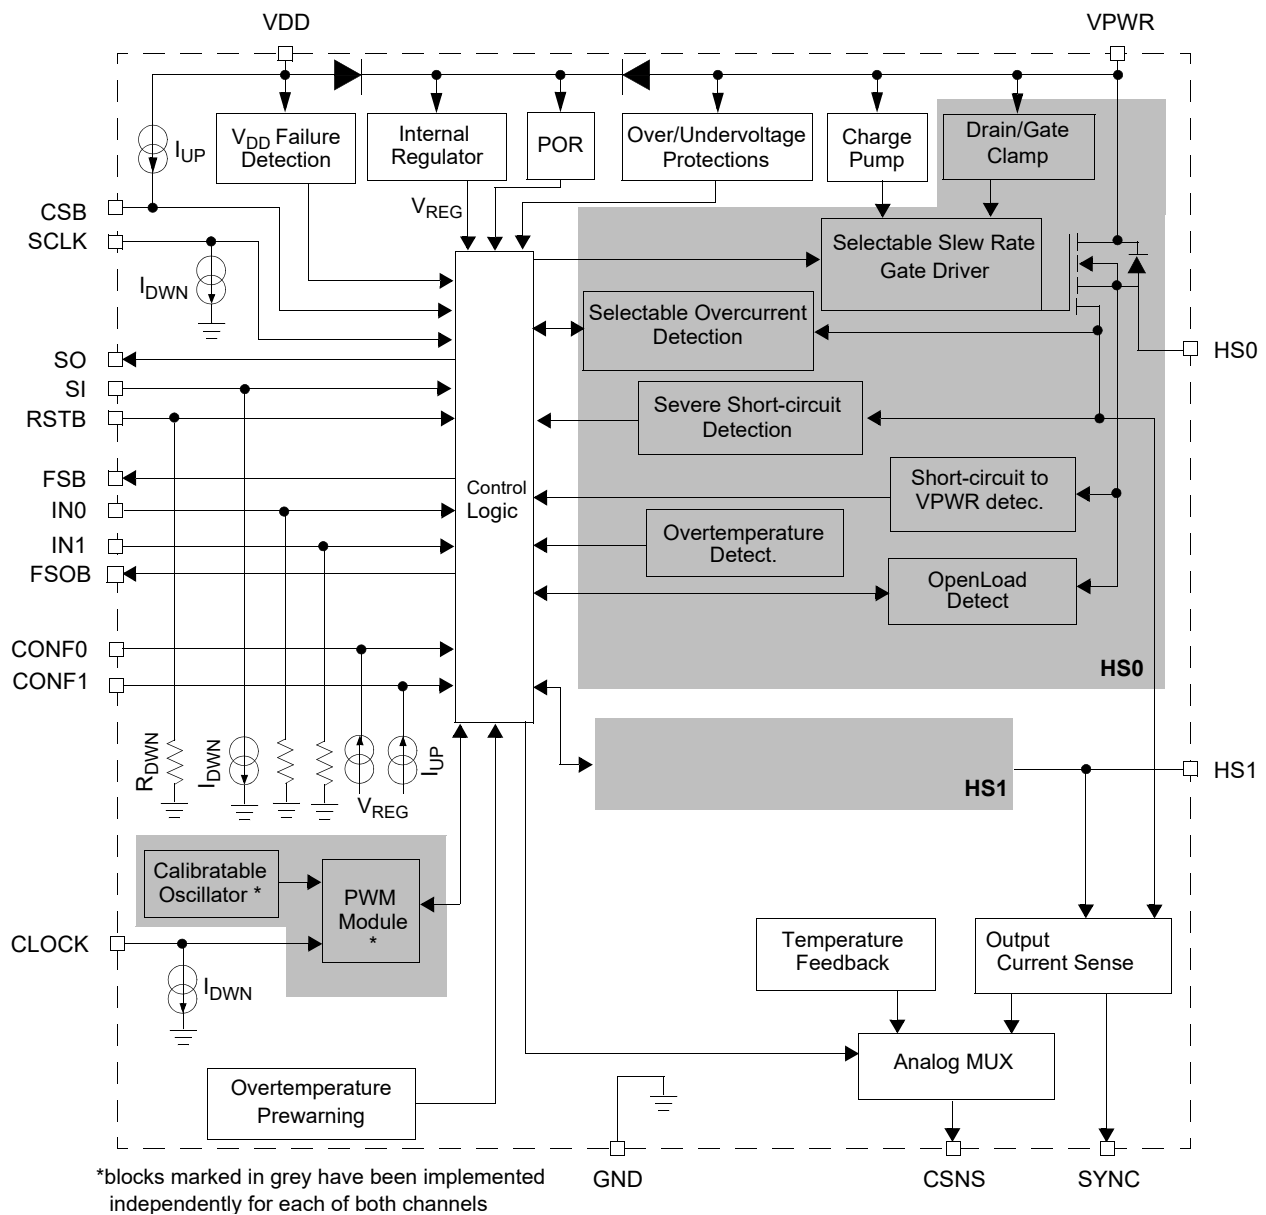 VDD
VPWR
VDD Failure
Detection
Internal
Regulator
POR
Over/Undervoltage
Protections
Charge
Pump
Drain/Gate
Clamp
IUP
VREG
CSB
SCLK
IDWN
SO
SI
RSTB
FSB
IN0
IN1
FSOB
CONF0
CONF1
Control
Logic
Selectable Slew Rate
Gate Driver
Selectable Overcurrent
Detection
Severe Short-circuit
Detection
Short-circuit to
VPWR detec.
Overtemperature
Detect.
OpenLoad
Detect
HS0
HS0
RDWN
IDWN
VREG
IUP
HS1
HS1
Calibratable
Oscillator *
PWM
Module
*
CLOCK
IDWN
Temperature
Feedback
Output
Current Sense
Analog MUX
Overtemperature
Prewarning
GND
CSNS
SYNC
*blocks marked in grey have been implemented
independently for each of both channels